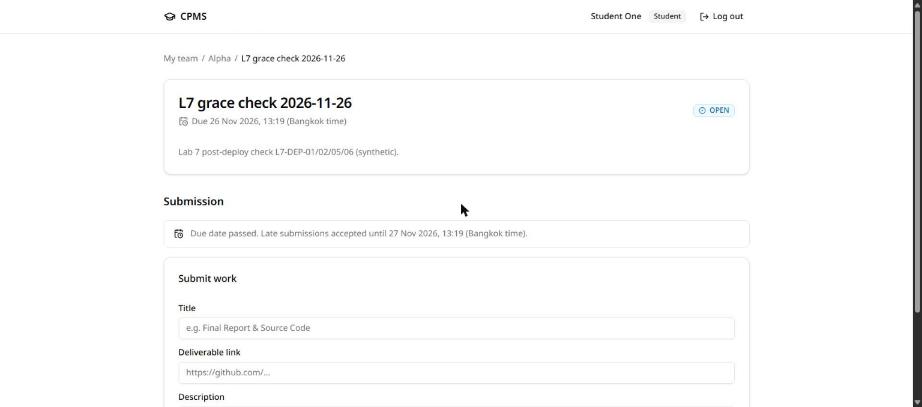 CPMS
Student One Student Log out
My team / Alpha / L7 grace check 2026-11-26
L7 grace check 2026-11-26
OPEN
Due 26 Nov 2026, 13:19 (Bangkok time)
Lab 7 post-deploy check L7-DEP-01/02/05/06 (synthetic).
Submission
Due date passed. Late submissions accepted until 27 Nov 2026, 13:19 (Bangkok time).
Submit work
Title
e.g. Final Report & Source Code
Deliverable link
https://github.com/...
Description